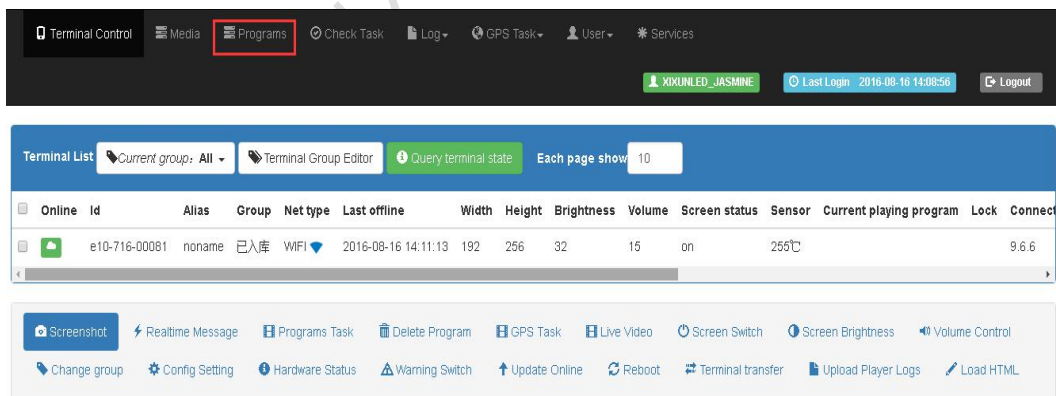 Terminal Control Media Programs Check Task Log GPS Task User Services
XIXUNLED_JASMINE Last Login 2016-08-16 14:08:56 Logout
Terminal List Current group: All Terminal Group Editor Query terminal state Each page show 10
Online Id Alias Group Net type Last offline Width Height Brightness Volume Screen status Sensor Current playing program Lock Connect
e10-716-00081 noname 已入库 WIFI 2016-08-16 14:11:13 192 256 32 15 on 255℃ 9.6.6
Screenshot Realtime Message Programs Task Delete Program GPS Task Live Video Screen Switch Screen Brightness Volume Control
Change group Config Setting Hardware Status Warning Switch Update Online Reboot Terminal transfer Upload Player Logs Load HTML